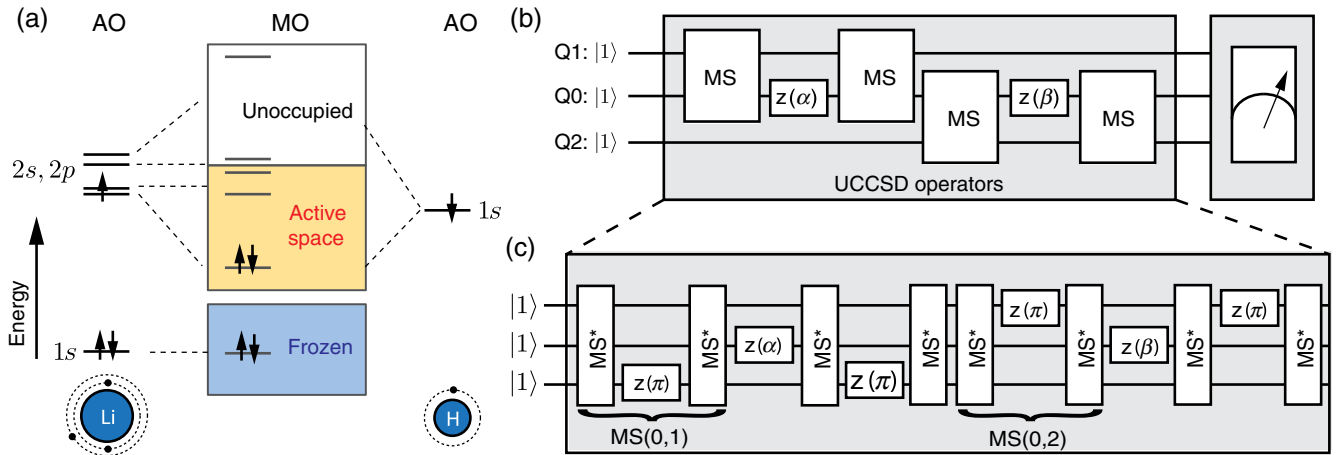 (a)
AO
MO
AO
Unoccupied
2s, 2p
Active
space
1s
Energy
1s
Frozen
Li
H
(b)
Q1: |1⟩
Q0: |1⟩
Q2: |1⟩
MS
z(α)
MS
MS
z(β)
MS
UCCSD operators
(c)
|1⟩
|1⟩
|1⟩
MS*
z(π)
MS*
z(α)
MS*
z(π)
MS*
MS*
z(π)
MS*
z(β)
MS*
z(π)
MS*
MS(0,1)
MS(0,2)